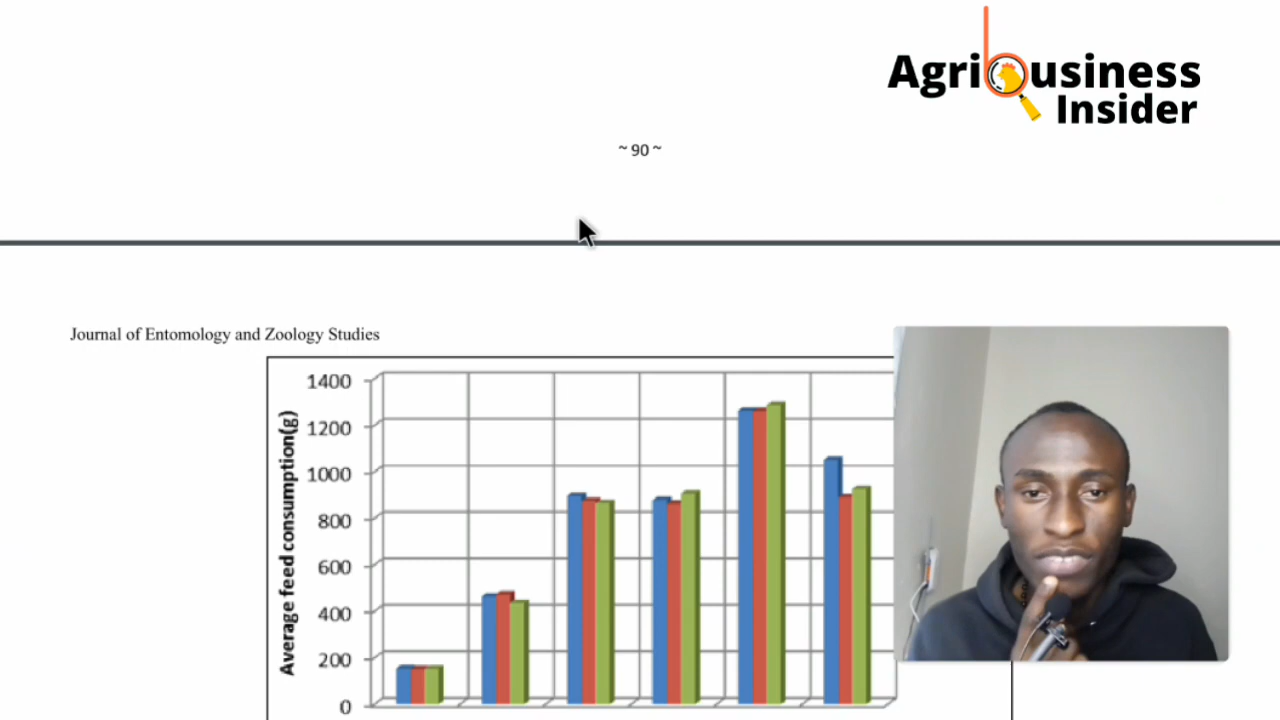 Agribusiness
Insider
~ 90 ~
Journal of Entomology and Zoology Studies
Average feed consumption(g)
1400
1200
1000
800
600
400
200
0